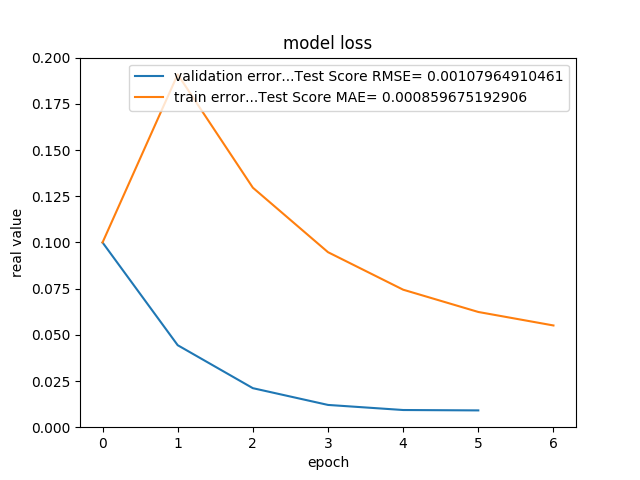 model loss
validation error...Test Score RMSE= 0.00107964910461
train error...Test Score MAE= 0.000859675192906
real value
0.200
0.175
0.150
0.125
0.100
0.075
0.050
0.025
0.000
0 1 2 3 4 5 6
epoch